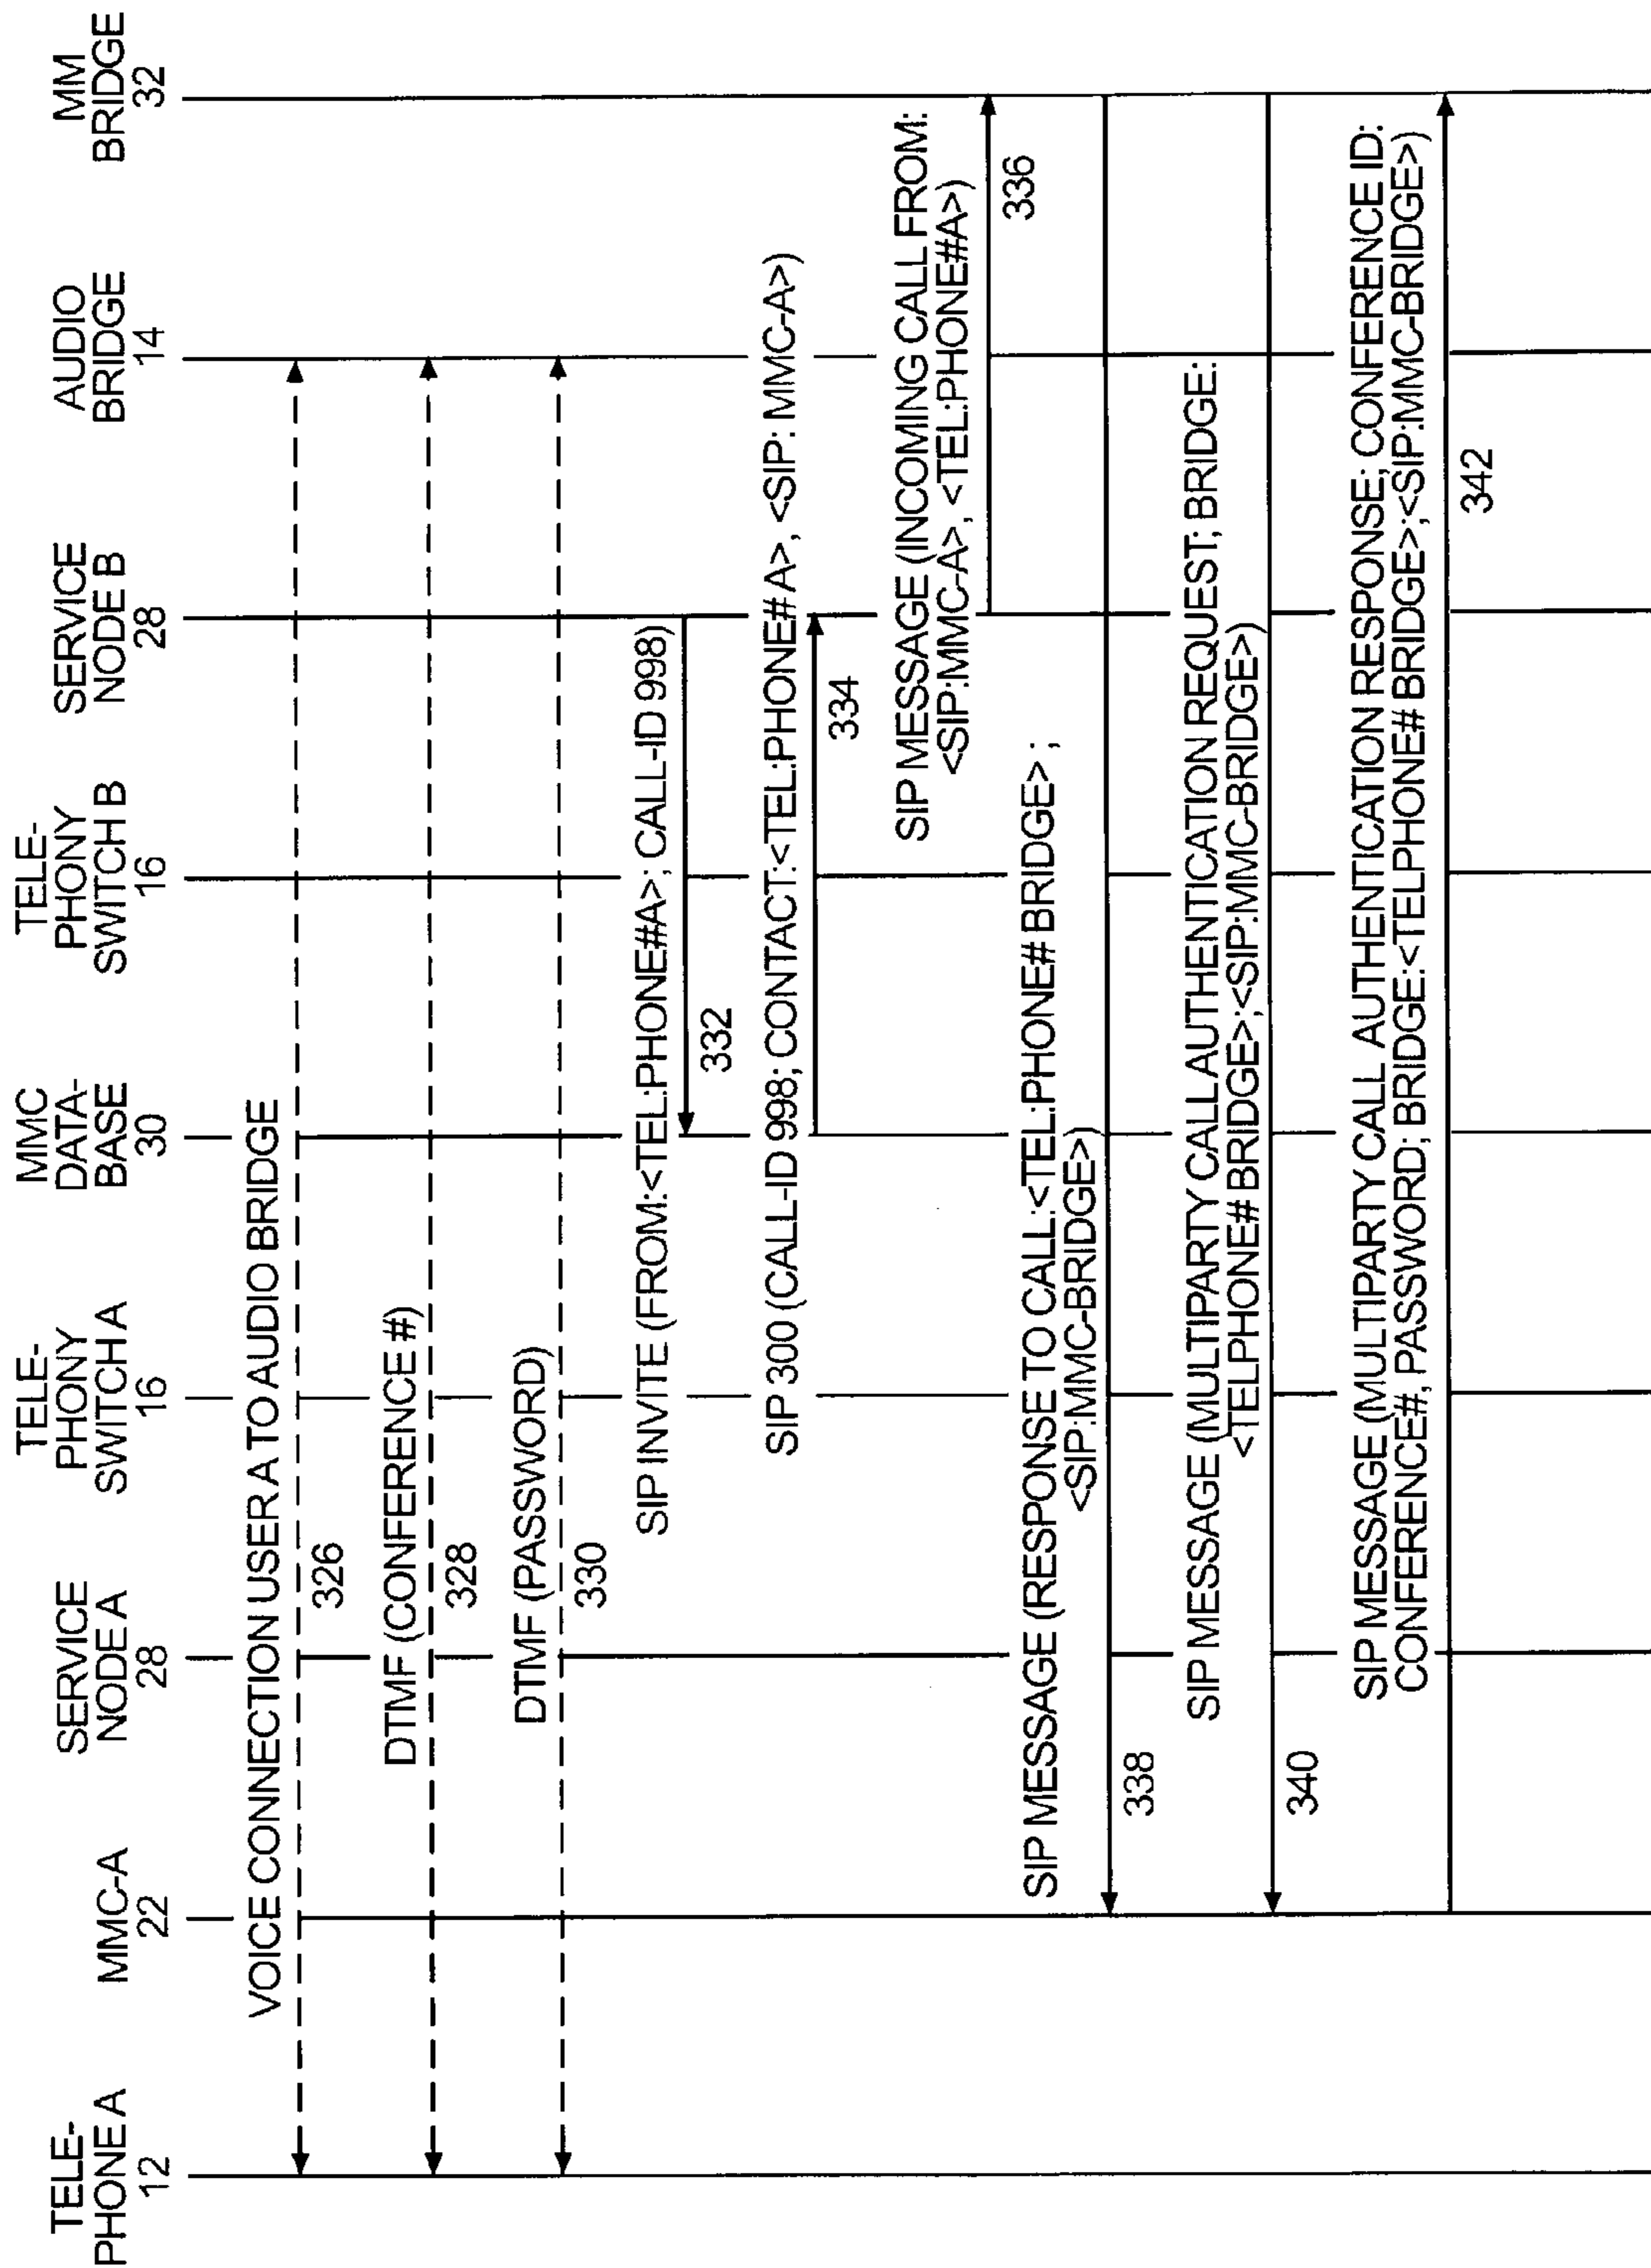 TELE-
PHONE A
12
MMC-A
22
SERVICE
NODE A
28
TELE-
PHONY
SWITCH A
16
MMC
DATA-
BASE
30
TELE-
PHONY
SWITCH B
16
SERVICE
NODE B
28
AUDIO
BRIDGE
14
MM
BRIDGE
32
VOICE CONNECTION USER A TO AUDIO BRIDGE
326
DTMF (CONFERENCE #)
328
DTMF (PASSWORD)
330
SIP INVITE (FROM:<TEL:PHONE#A>; CALL-ID 998)
332
SIP 300 (CALL-ID 998; CONTACT:<TEL:PHONE# A>, <SIP: MMC-A>)
334
SIP MESSAGE (INCOMING CALL FROM:
<SIP:MMC-A>, <TEL:PHONE#A>)
336
SIP MESSAGE (RESPONSE TO CALL:<TEL:PHONE# BRIDGE> ;
<SIP:MMC-BRIDGE>)
338
SIP MESSAGE (MULTIPARTY CALL AUTHENTICATION REQUEST; BRIDGE:
<TELPHONE# BRIDGE>;<SIP:MMC-BRIDGE>)
340
SIP MESSAGE (MULTIPARTY CALL AUTHENTICATION RESPONSE; CONFERENCE ID:
CONFERENCE#, PASSWORD; BRIDGE:<TELPHONE# BRIDGE>;<SIP:MMC-BRIDGE>)
342